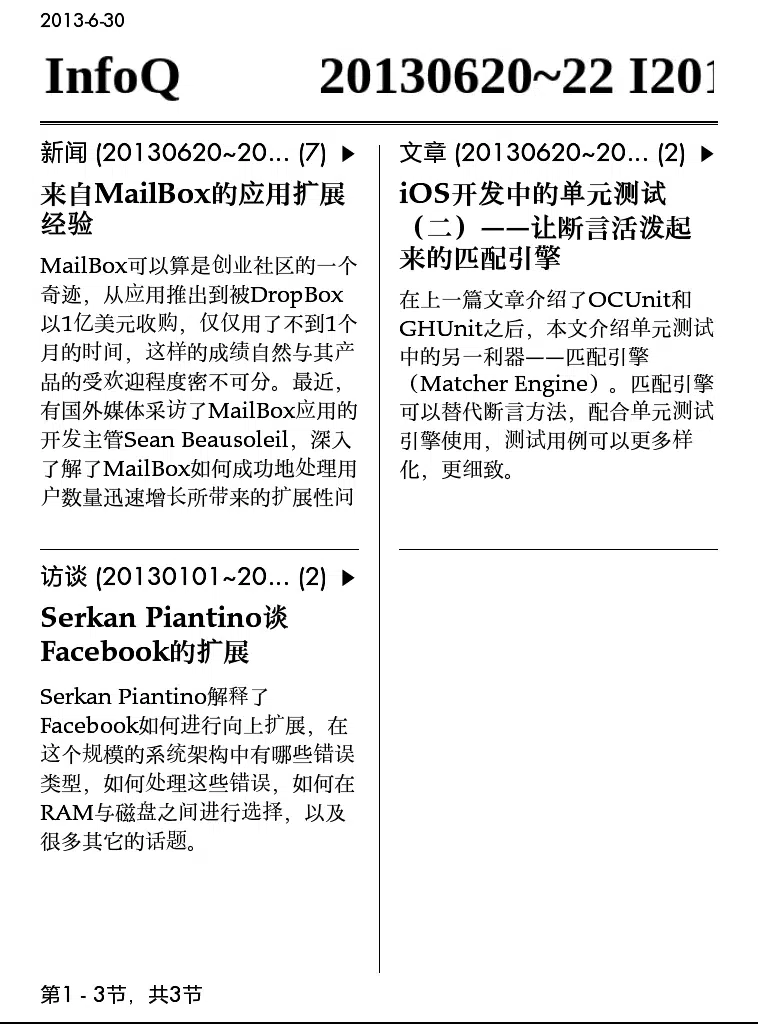 2013-6-30
InfoQ 20130620~22 I201
新闻 (20130620~20... (7) ▶
来自MailBox的应用扩展
经验
MailBox可以算是创业社区的一个
奇迹，从应用推出到被DropBox
以1亿美元收购，仅仅用了不到1个
月的时间，这样的成绩自然与其产
品的受欢迎程度密不可分。最近，
有国外媒体采访了MailBox应用的
开发主管Sean Beausoleil，深入
了解了MailBox如何成功地处理用
户数量迅速增长所带来的扩展性问
文章 (20130620~20... (2) ▶
iOS开发中的单元测试
（二）——让断言活泼起
来的匹配引擎
在上一篇文章介绍了OCUnit和
GHUnit之后，本文介绍单元测试
中的另一利器——匹配引擎
（Matcher Engine）。匹配引擎
可以替代断言方法，配合单元测试
引擎使用，测试用例可以更多样
化，更细致。
访谈 (20130101~20... (2) ▶
Serkan Piantino谈
Facebook的扩展
Serkan Piantino解释了
Facebook如何进行向上扩展，在
这个规模的系统架构中有哪些错误
类型，如何处理这些错误，如何在
RAM与磁盘之间进行选择，以及
很多其它的话题。
第1 - 3节，共3节